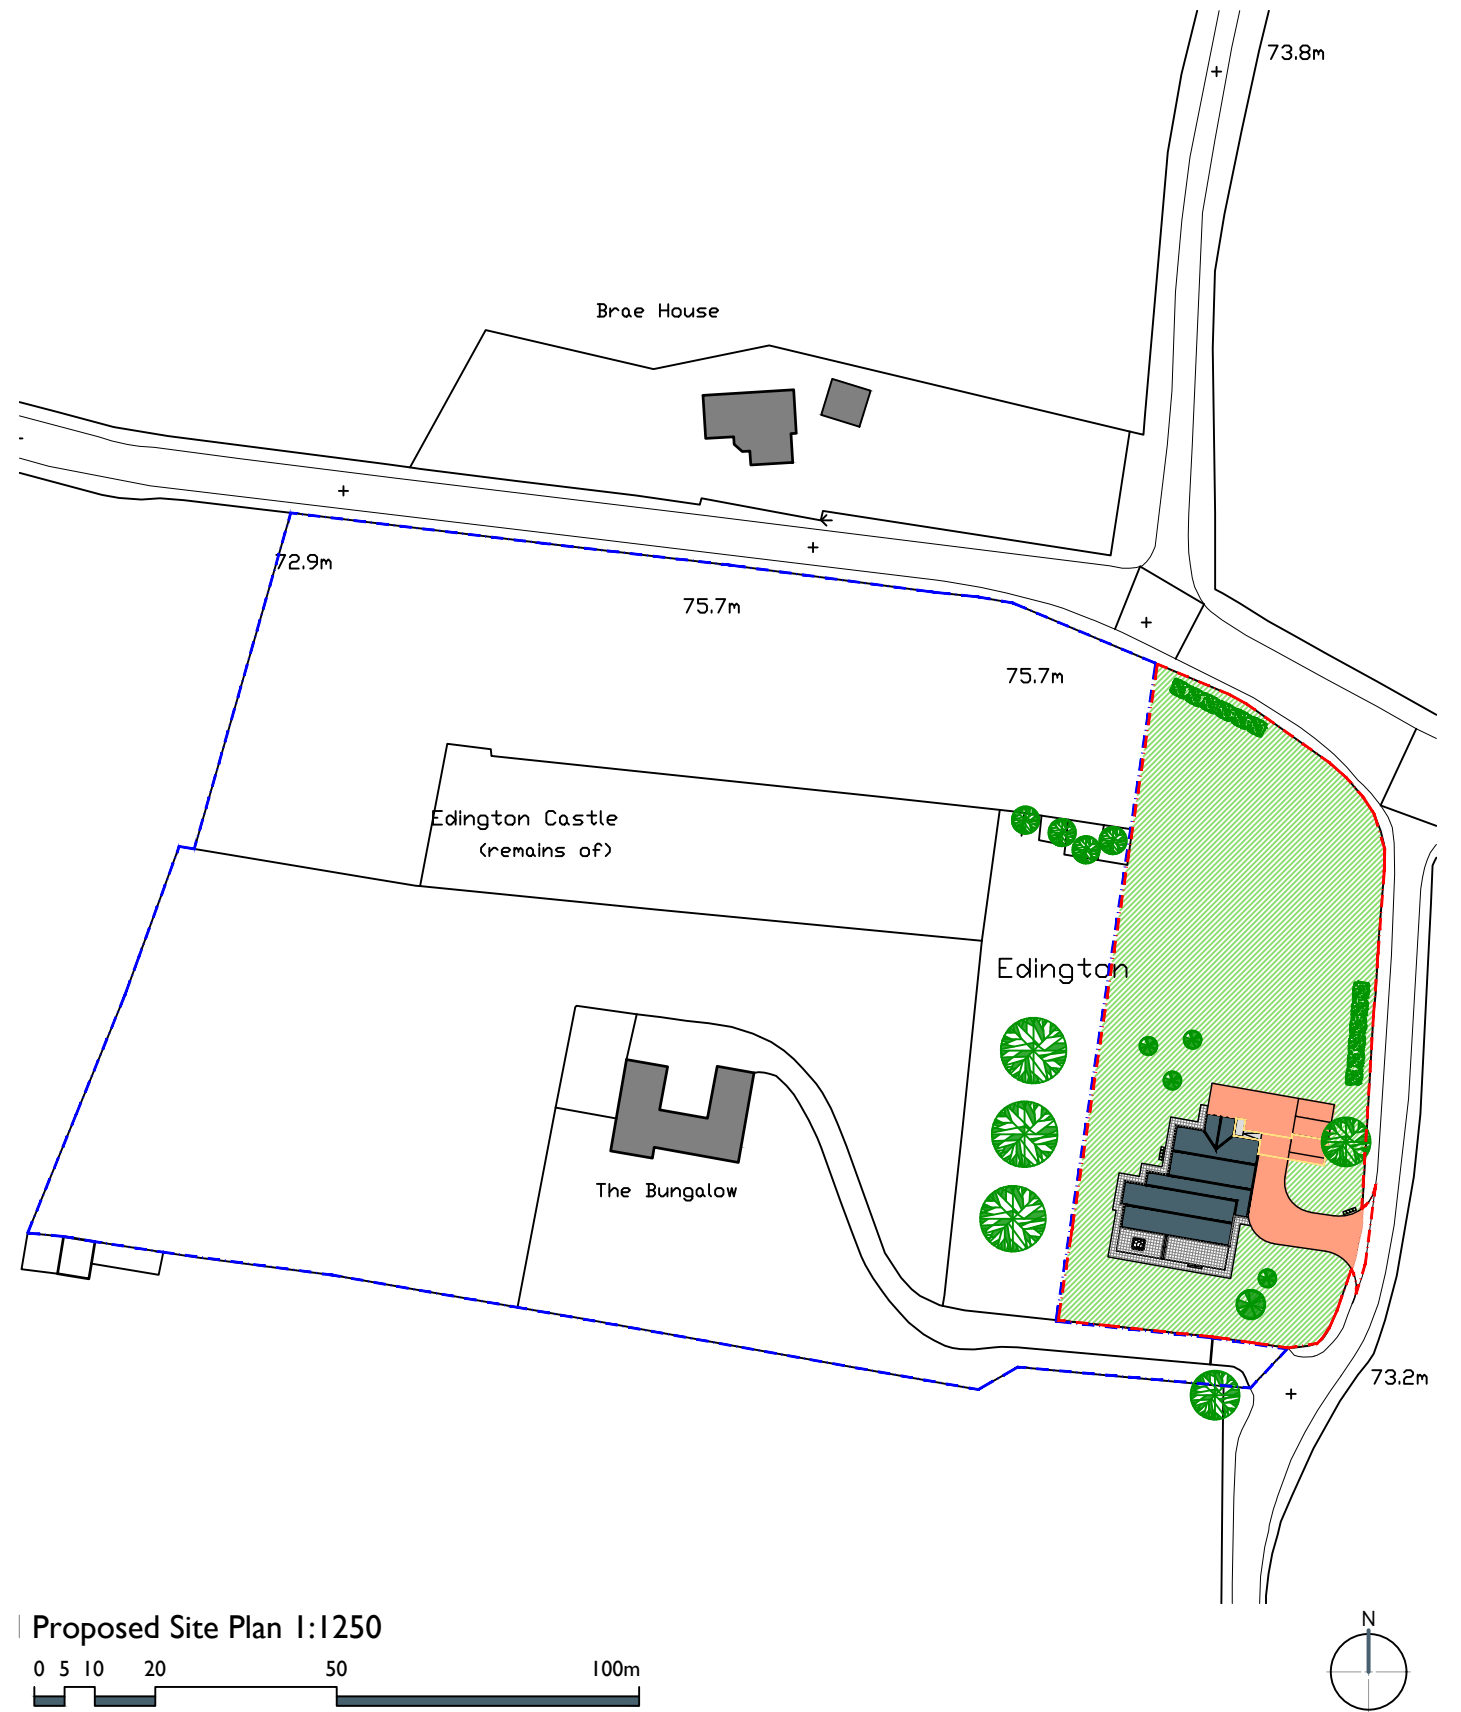 73.8m
Brae House
72.9m
75.7m
75.7m
Edington Castle
(remains of)
Edington
The Bungalow
73.2m
Proposed Site Plan 1:1250
N
0 5 10 20 50 100m